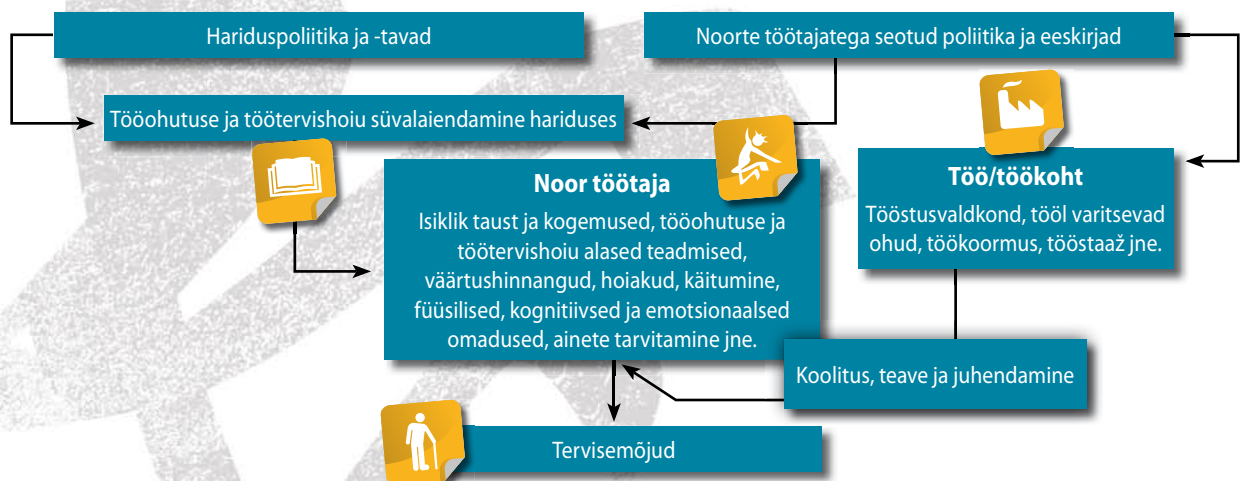 Hariduspoliitika ja -tavad
Noorte töötajatega seotud poliitika ja eeskirjad
Tööohutuse ja töötervishoiu süvalaiendamine hariduses
Noor töötaja
Isiklik taust ja kogemused, tööohutuse ja
töötervishoiu alased teadmised,
väärtushinnangud, hoiakud, käitumine,
füüsilised, kognitiivsed ja emotsionaalsed
omadused, ainete tarvitamine jne.
Töö/töökoht
Tööstusvaldkond, tööl varitsevad
ohud, töökoormus, tööstaaž jne.
Koolitus, teave ja juhendamine
Tervisemõjud